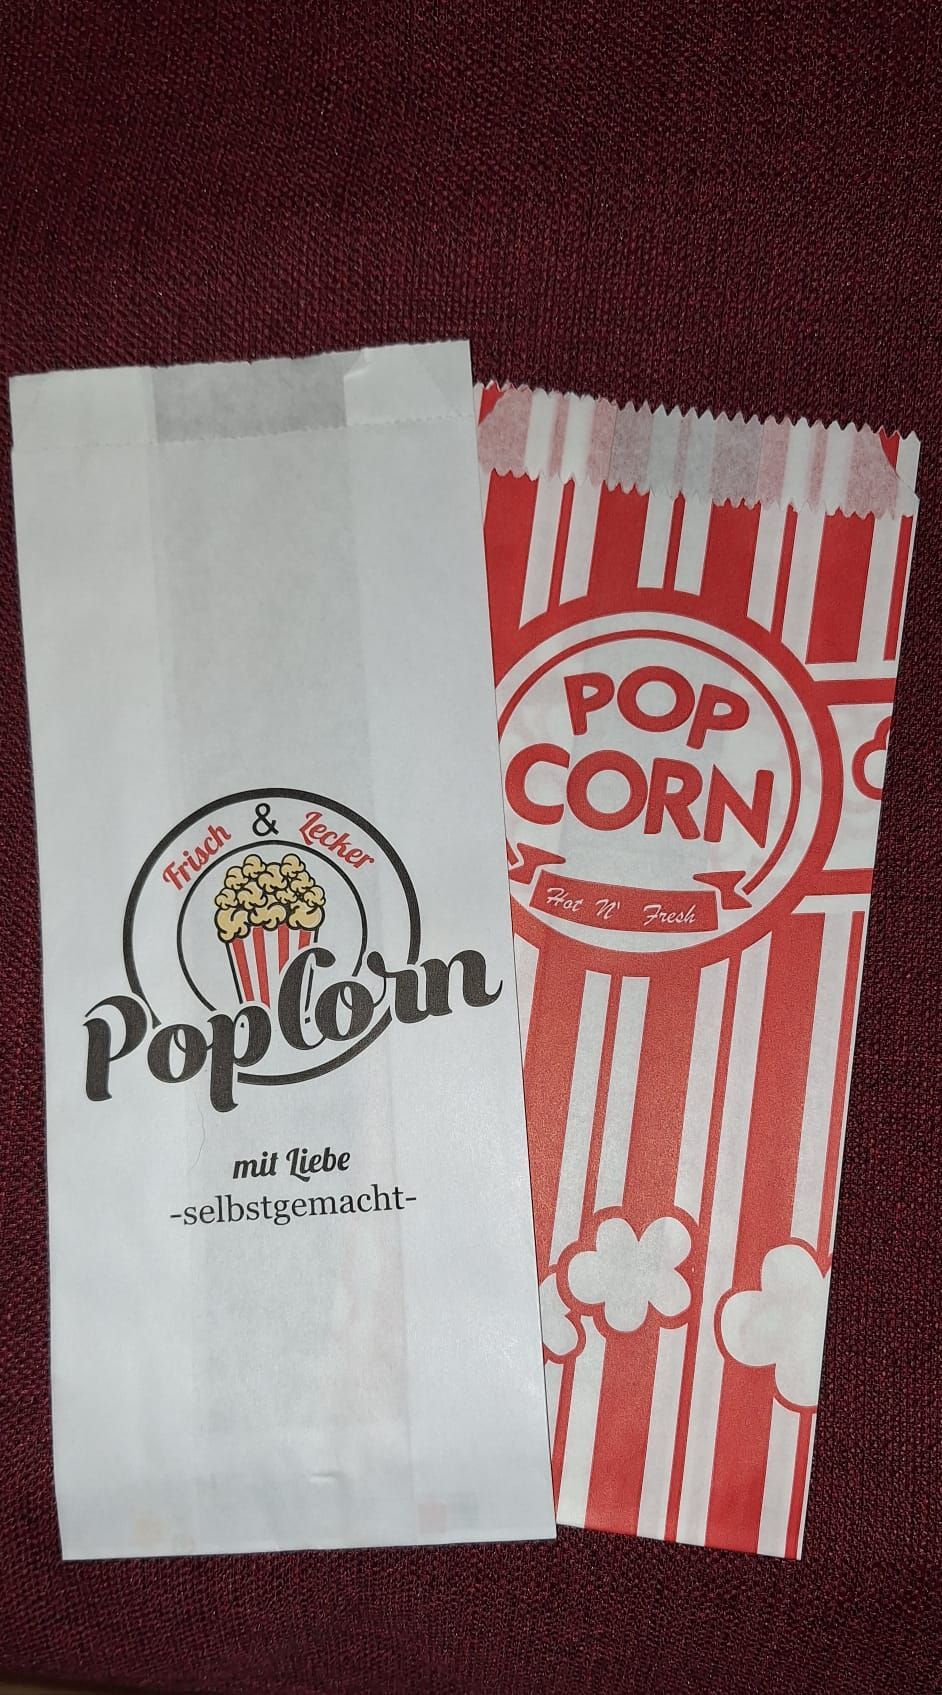 Frisch & Lecker
PopCorn
mit Liebe
-selbstgemacht-
POP
CORN
Hot N' Fresh